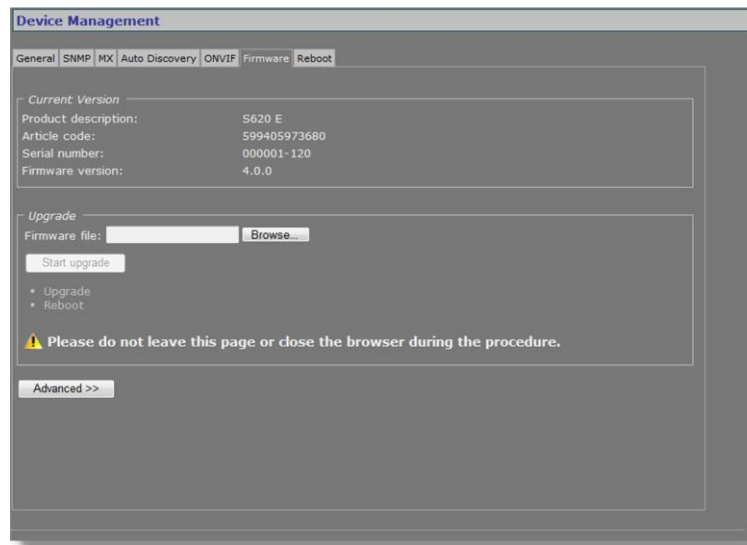 Device Management
General SNMP MX Auto Discovery ONVIF Firmware Reboot
Current Version
Product description: S620 E
Article code: S99405973680
Serial number: 000001-120
Firmware version: 4.0.0
Upgrade
Firmware file: Browse...
Start upgrade
• Upgrade
• Reboot
Please do not leave this page or close the browser during the procedure.
Advanced >>